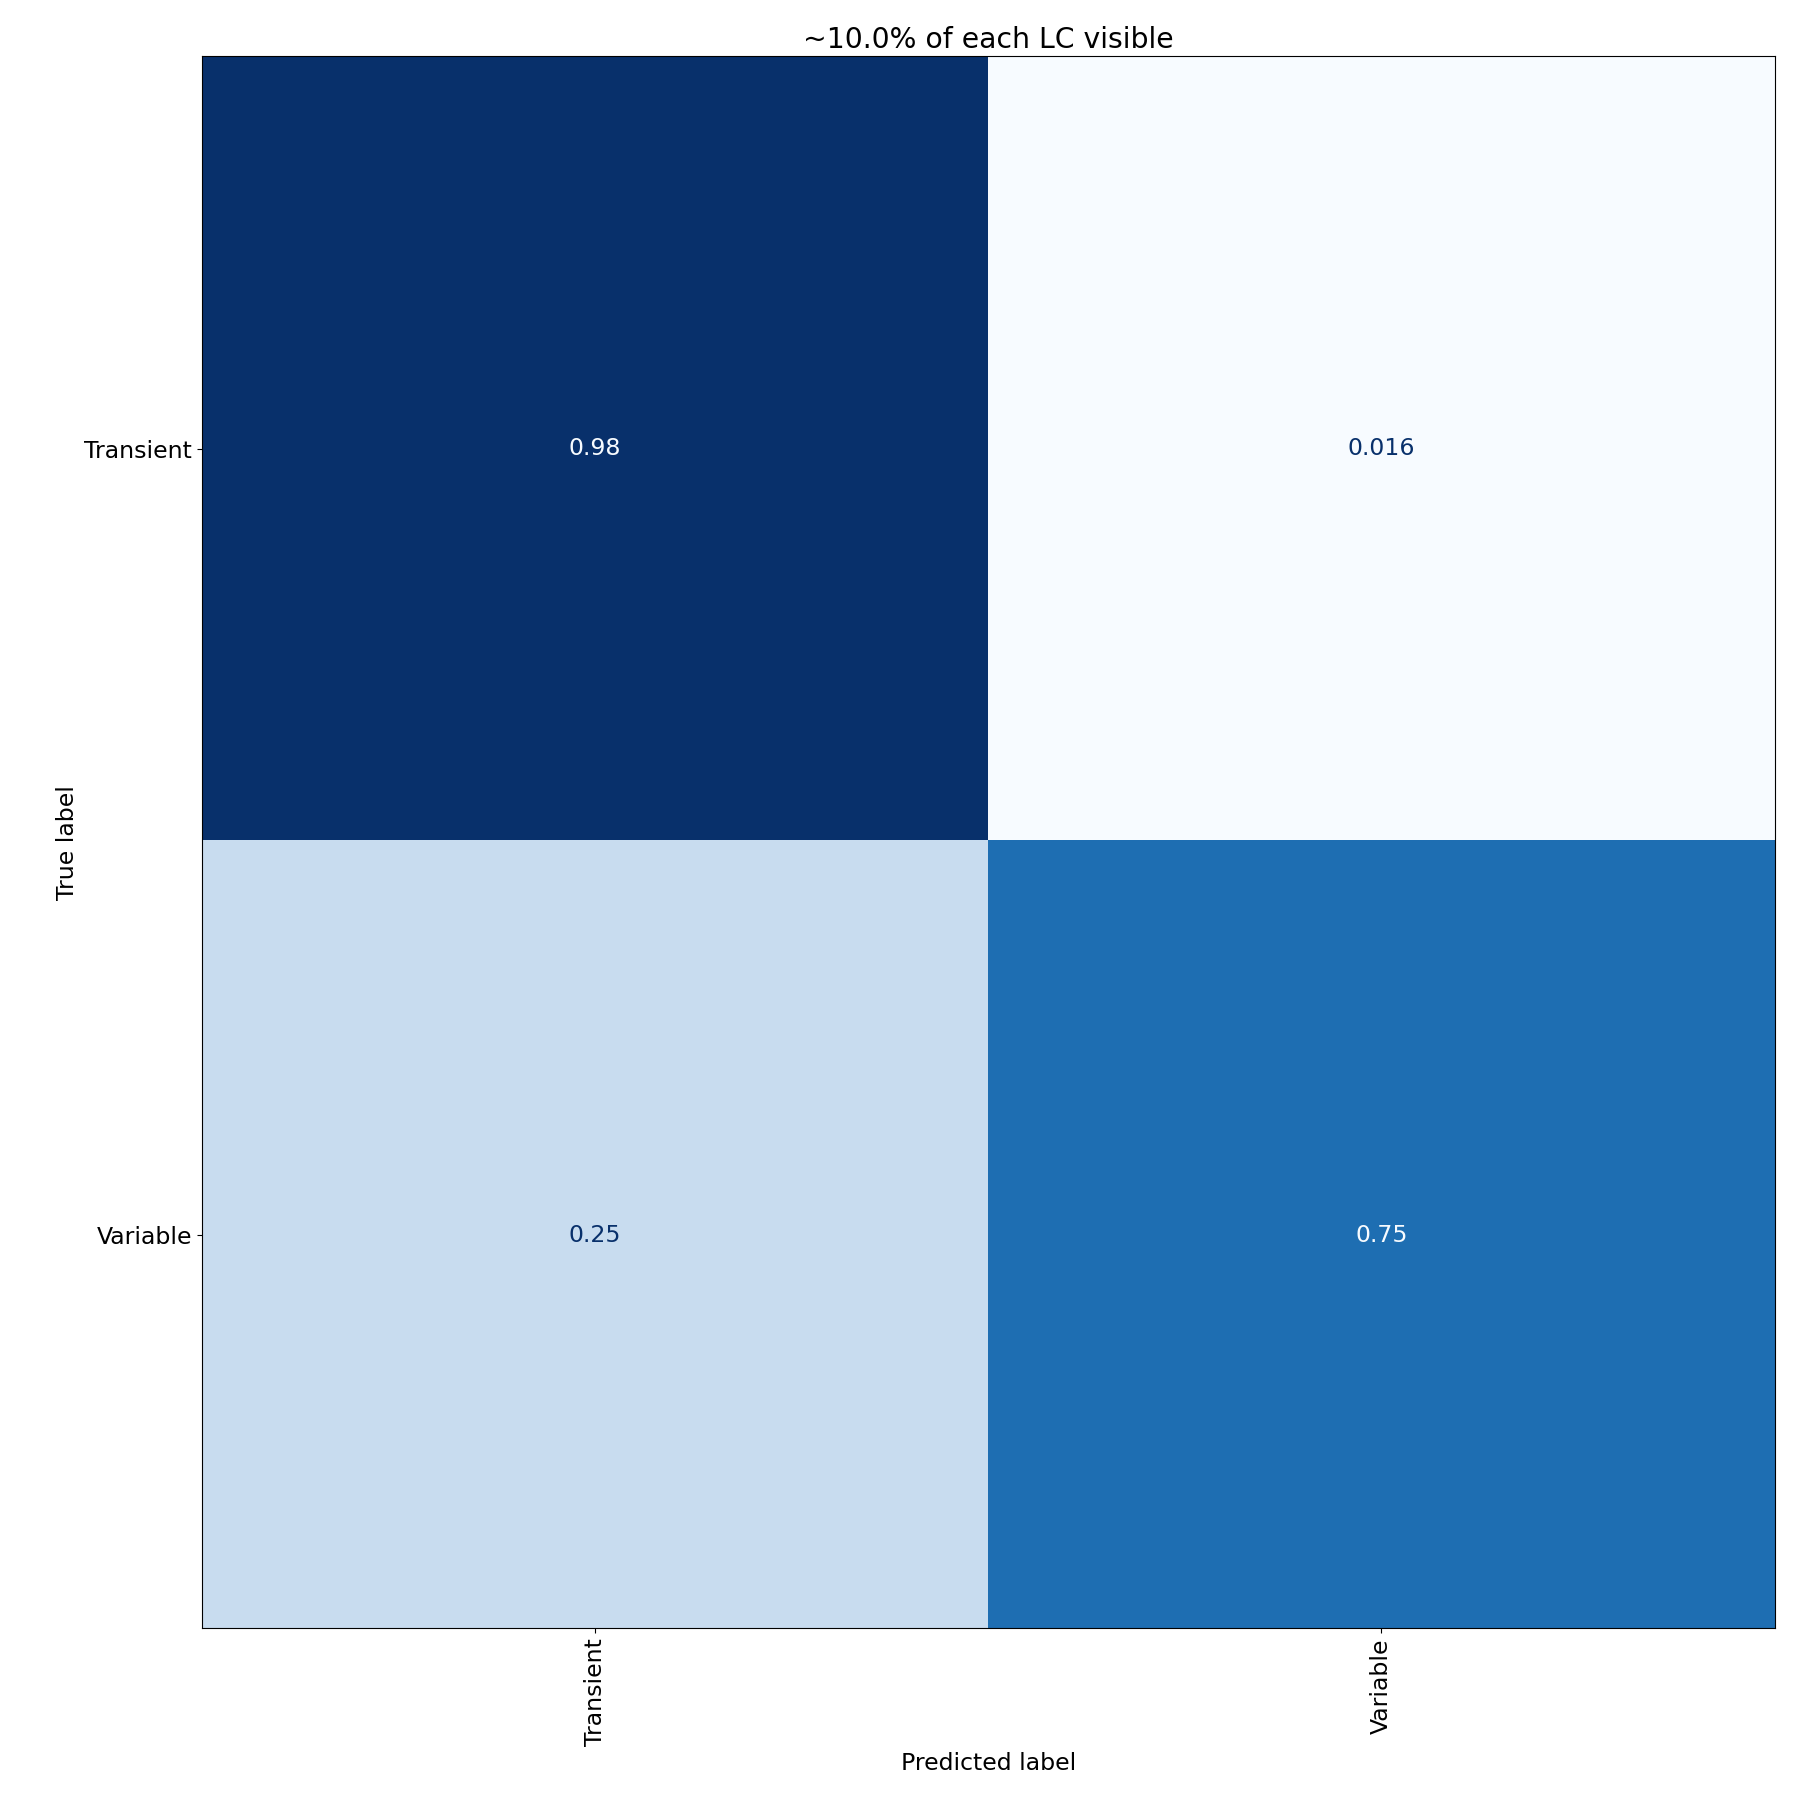 ~10.0% of each LC visible
True label
Transient
0.98
0.016
Variable
0.25
0.75
Transient
Variable
Predicted label